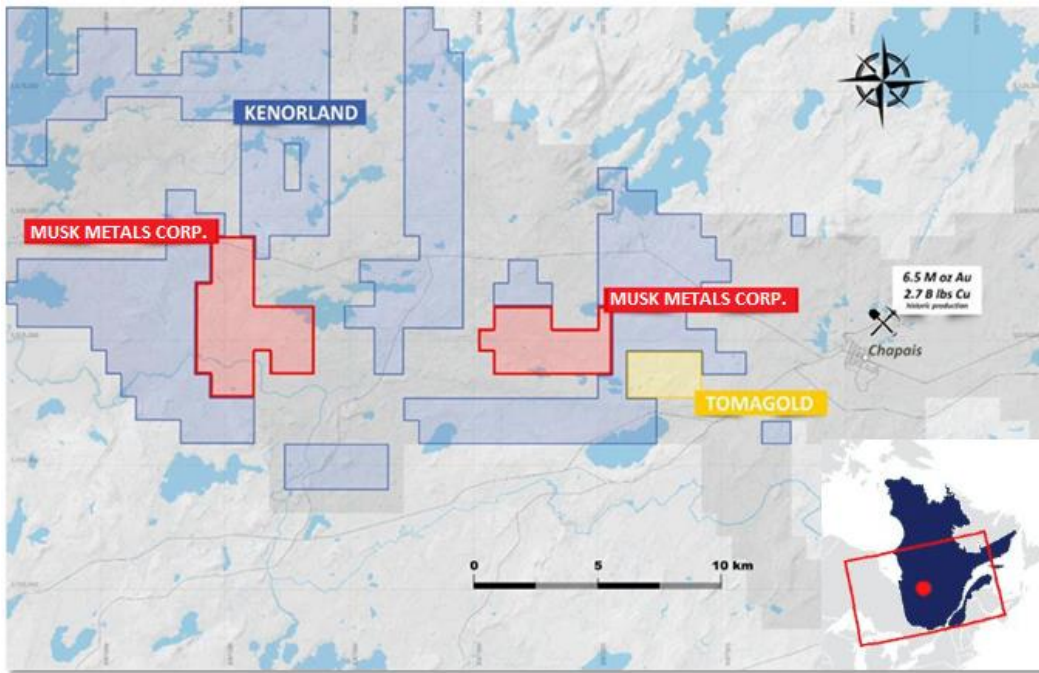 KENORLAND
MUSK METALS CORP.
6.5 M oz Au
2.7 B lbs Cu
historic production
MUSK METALS CORP.
Chapais
TOMAGOLD
0 5 10 km